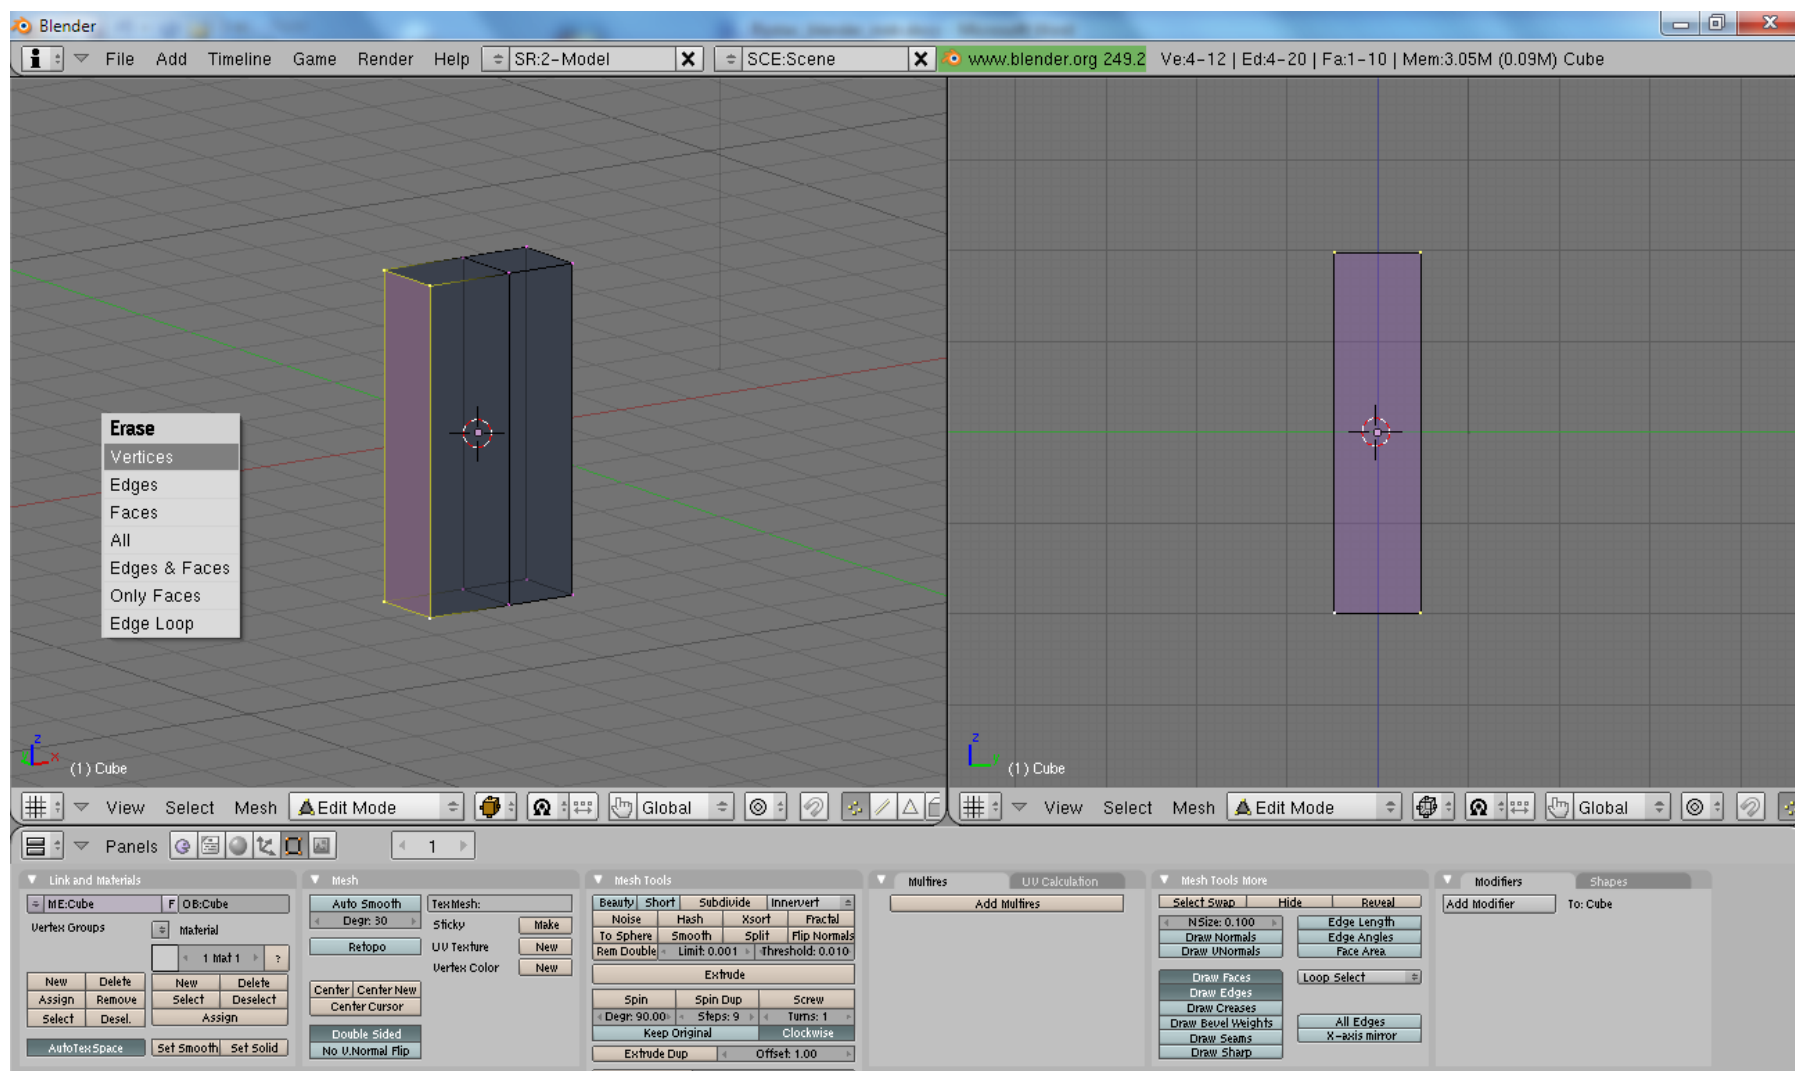 Blender
File Add Timeline Game Render Help SR:2-Model SCE:Scene www.blender.org 249.2 Ve:4-12 | Ed:4-20 | Fa:1-10 | Mem:3.05M (0.09M) Cube
Erase
Vertices
Edges
Faces
All
Edges & Faces
Only Faces
Edge Loop
z
x
(1) Cube
z
y
(1) Cube
View Select Mesh Edit Mode Global
View Select Mesh Edit Mode Global
Panels 1
Link and Materials
ME:Cube F OB:Cube
Vertex Groups
Material
1 Mat 1 ?
New Delete
Assign Remove
Select Desel.
New Delete
Select Deselect
Assign
AutoTexSpace Set Smooth Set Solid
Mesh
Auto Smooth
Degr: 30
Retopo
Center Center New
Center Cursor
Double Sided
No V.Normal Flip
TexMesh:
Sticky Make
UV Texture New
Vertex Color New
Mesh Tools
Beauty Short Subdivide Innervert
Noise Hash Xsort Fractal
To Sphere Smooth Split Flip Normals
Rem Double Limit: 0.001 Threshold: 0.010
Extrude
Spin Spin Dup Screw
Degr: 90.00 Steps: 9 Turns: 1
Keep Original Clockwise
Extrude Dup Offset: 1.00
Multires UV Calculation
Add Multires
Mesh Tools More
Select Swap Hide Reveal
NSize: 0.100
Draw Normals
Draw VNormals
Edge Length
Edge Angles
Face Area
Draw Faces
Draw Edges
Draw Creases
Draw Bevel Weights
Draw Seams
Draw Sharp
Loop Select
All Edges
X-axis mirror
Modifiers Shapes
Add Modifier To: Cube